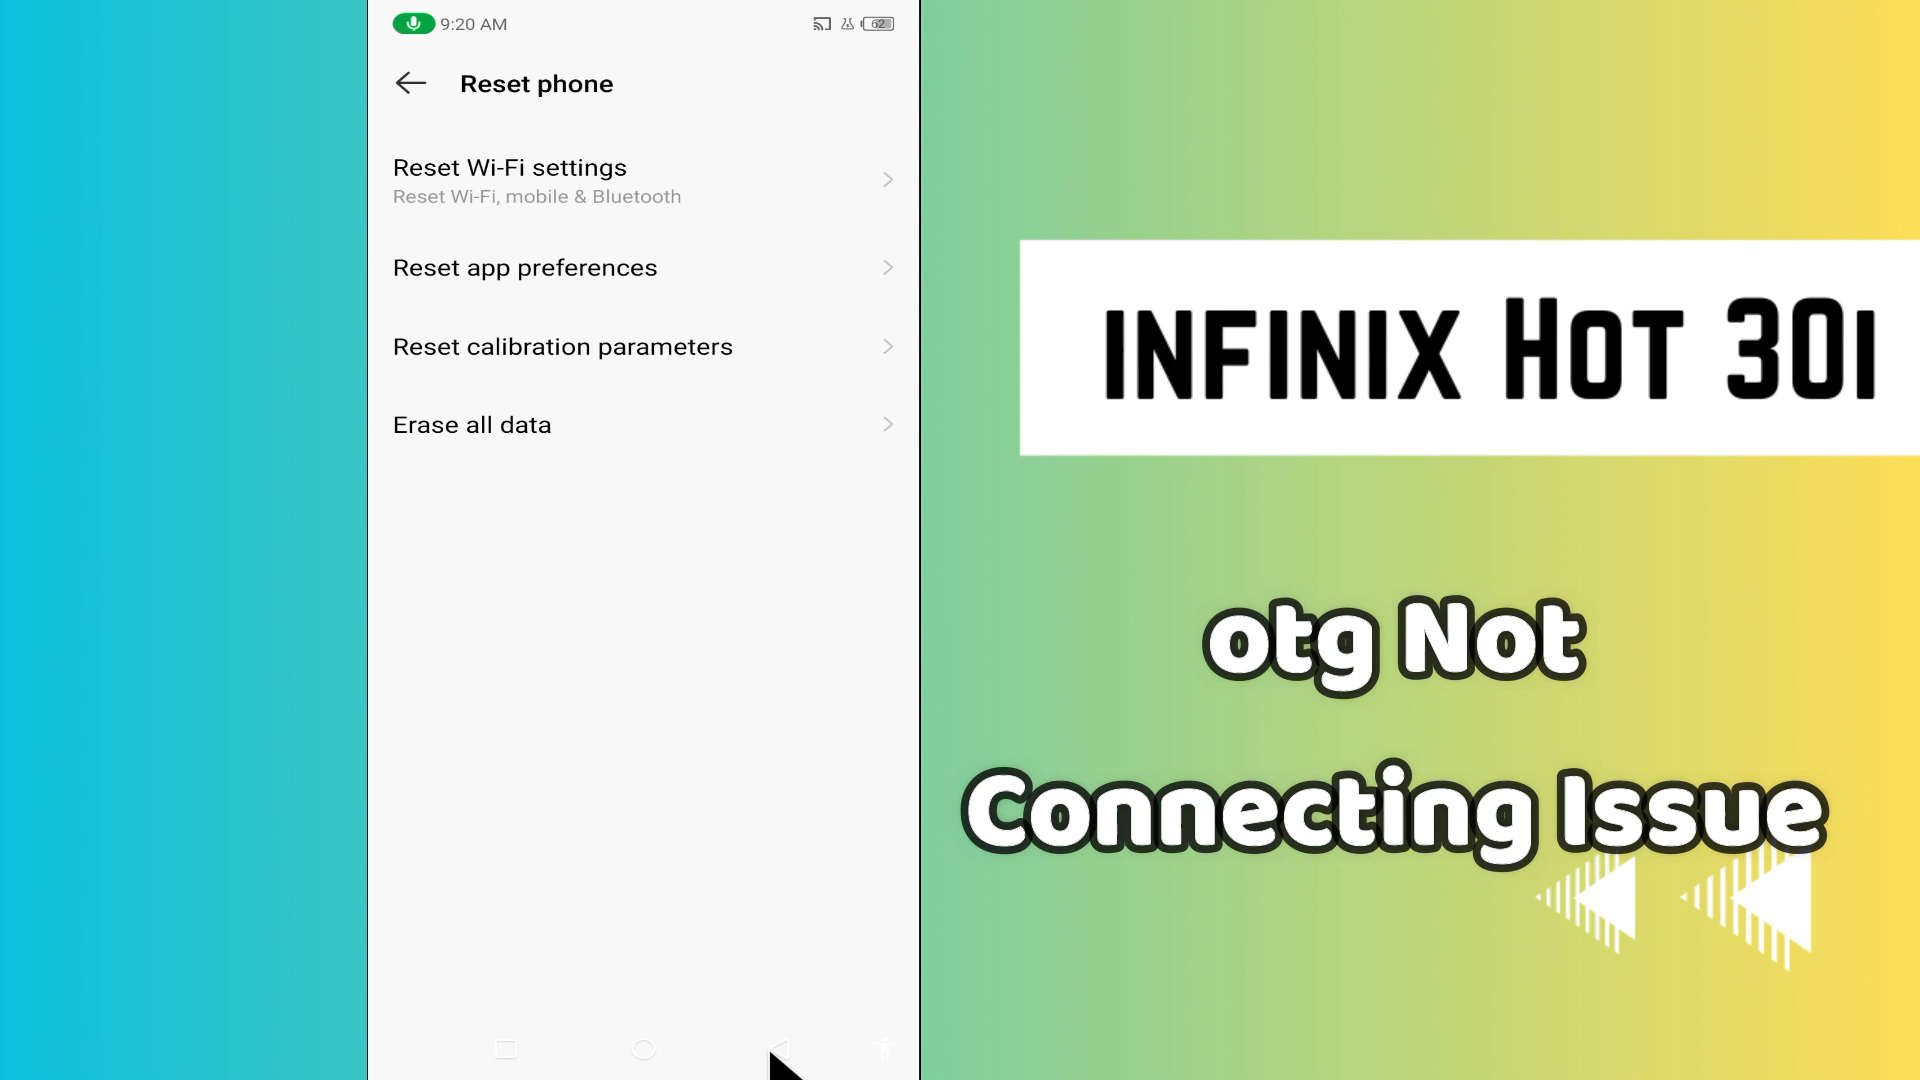 9:20 AM
62
Reset phone
Reset Wi-Fi settings
Reset Wi-Fi, mobile & Bluetooth
Reset app preferences
Reset calibration parameters
Erase all data
INFINIX HOT 30i
otg Not
Connecting Issue